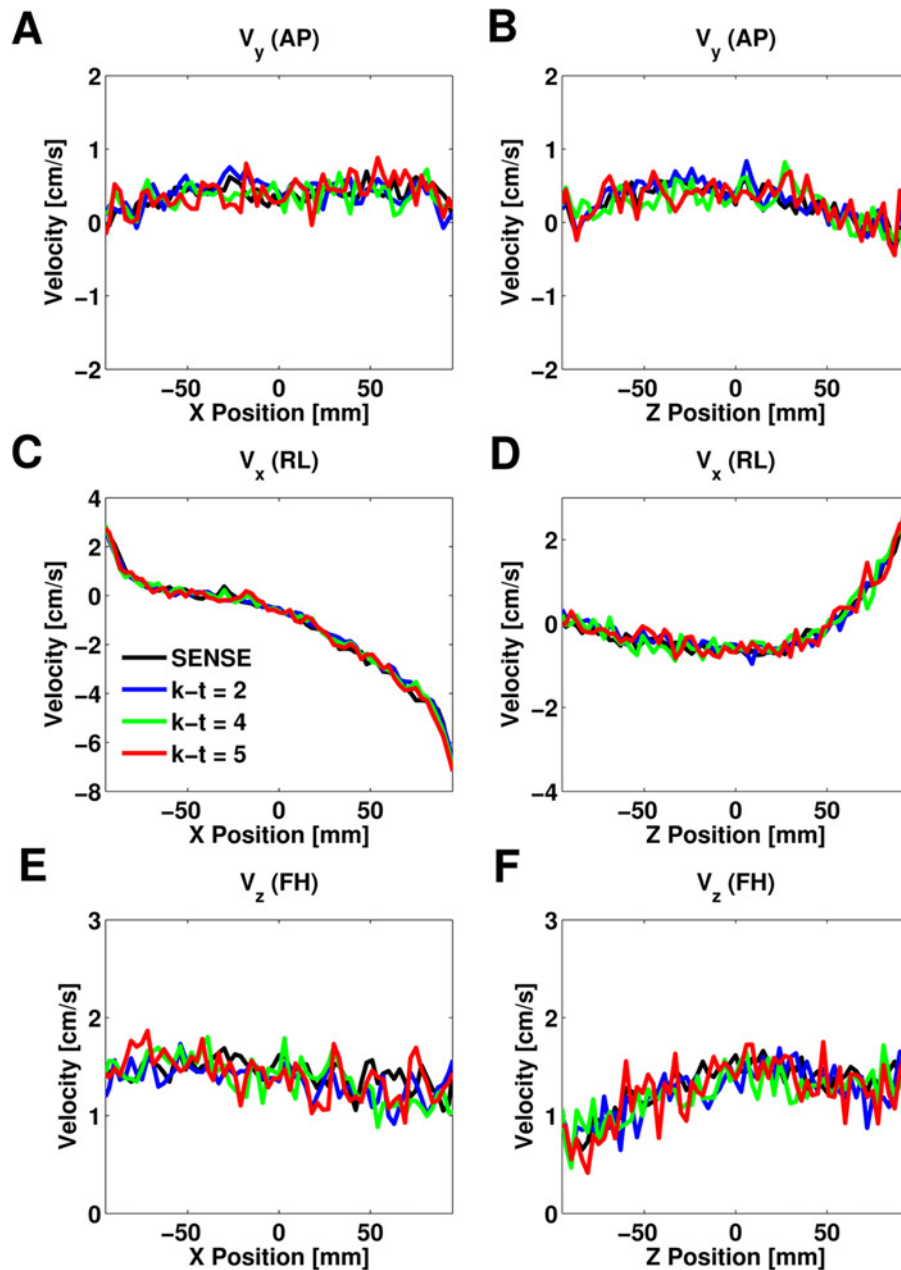 A
V_y (AP)
Velocity [cm/s]
2
1
0
−1
−2
−50 0 50
X Position [mm]
B
V_y (AP)
Velocity [cm/s]
2
1
0
−1
−2
−50 0 50
Z Position [mm]
C
V_x (RL)
Velocity [cm/s]
4
2
0
−2
−4
−6
−8
SENSE
k−t = 2
k−t = 4
k−t = 5
−50 0 50
X Position [mm]
D
V_x (RL)
Velocity [cm/s]
2
0
−2
−4
−50 0 50
Z Position [mm]
E
V_z (FH)
Velocity [cm/s]
3
2
1
0
−50 0 50
X Position [mm]
F
V_z (FH)
Velocity [cm/s]
3
2
1
0
−50 0 50
Z Position [mm]